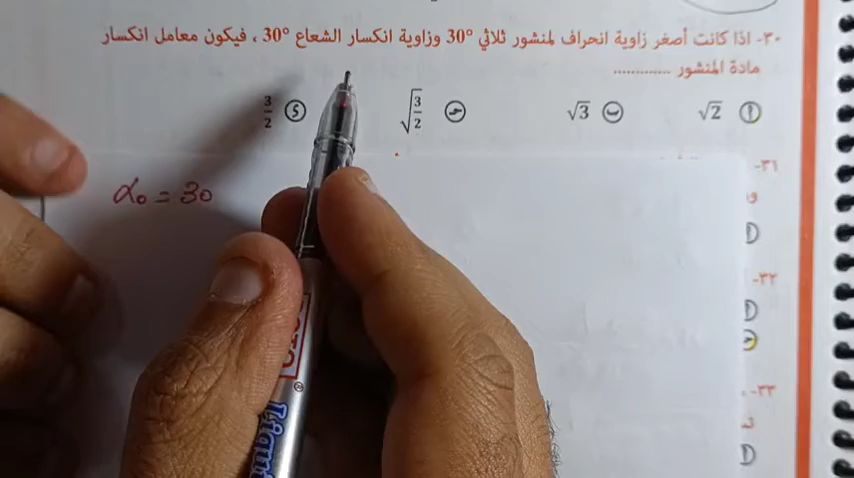 ٣٠- اذا كانت أصغر زاوية انحراف لمنشور ثلاثي 30° وزاوية انكسار الشعاع 30° ، فيكون معامل انكسار
مادة المنشور .............
أ √2 ب √3 ج √(3/2) د 3/2
α₀ = 30
٣١-
و
أ
٣٢-
أ
ج
٣٣-
أ